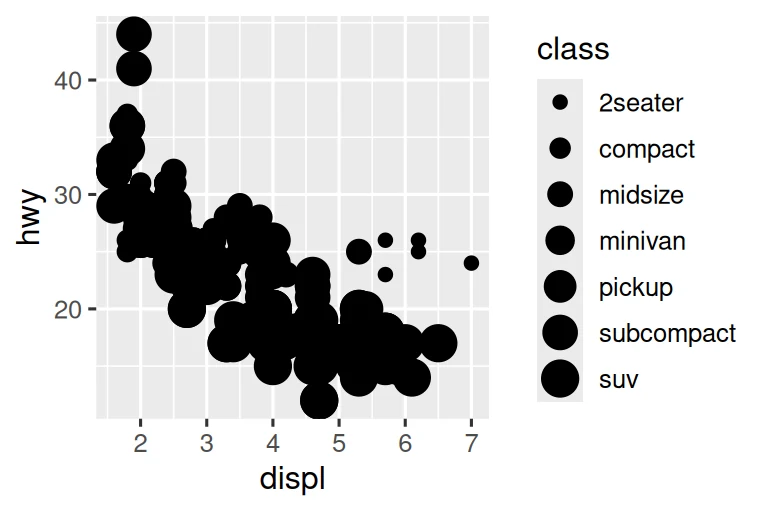 class
2seater
compact
midsize
minivan
pickup
subcompact
suv
hwy
40
30
20
2 3 4 5 6 7
displ